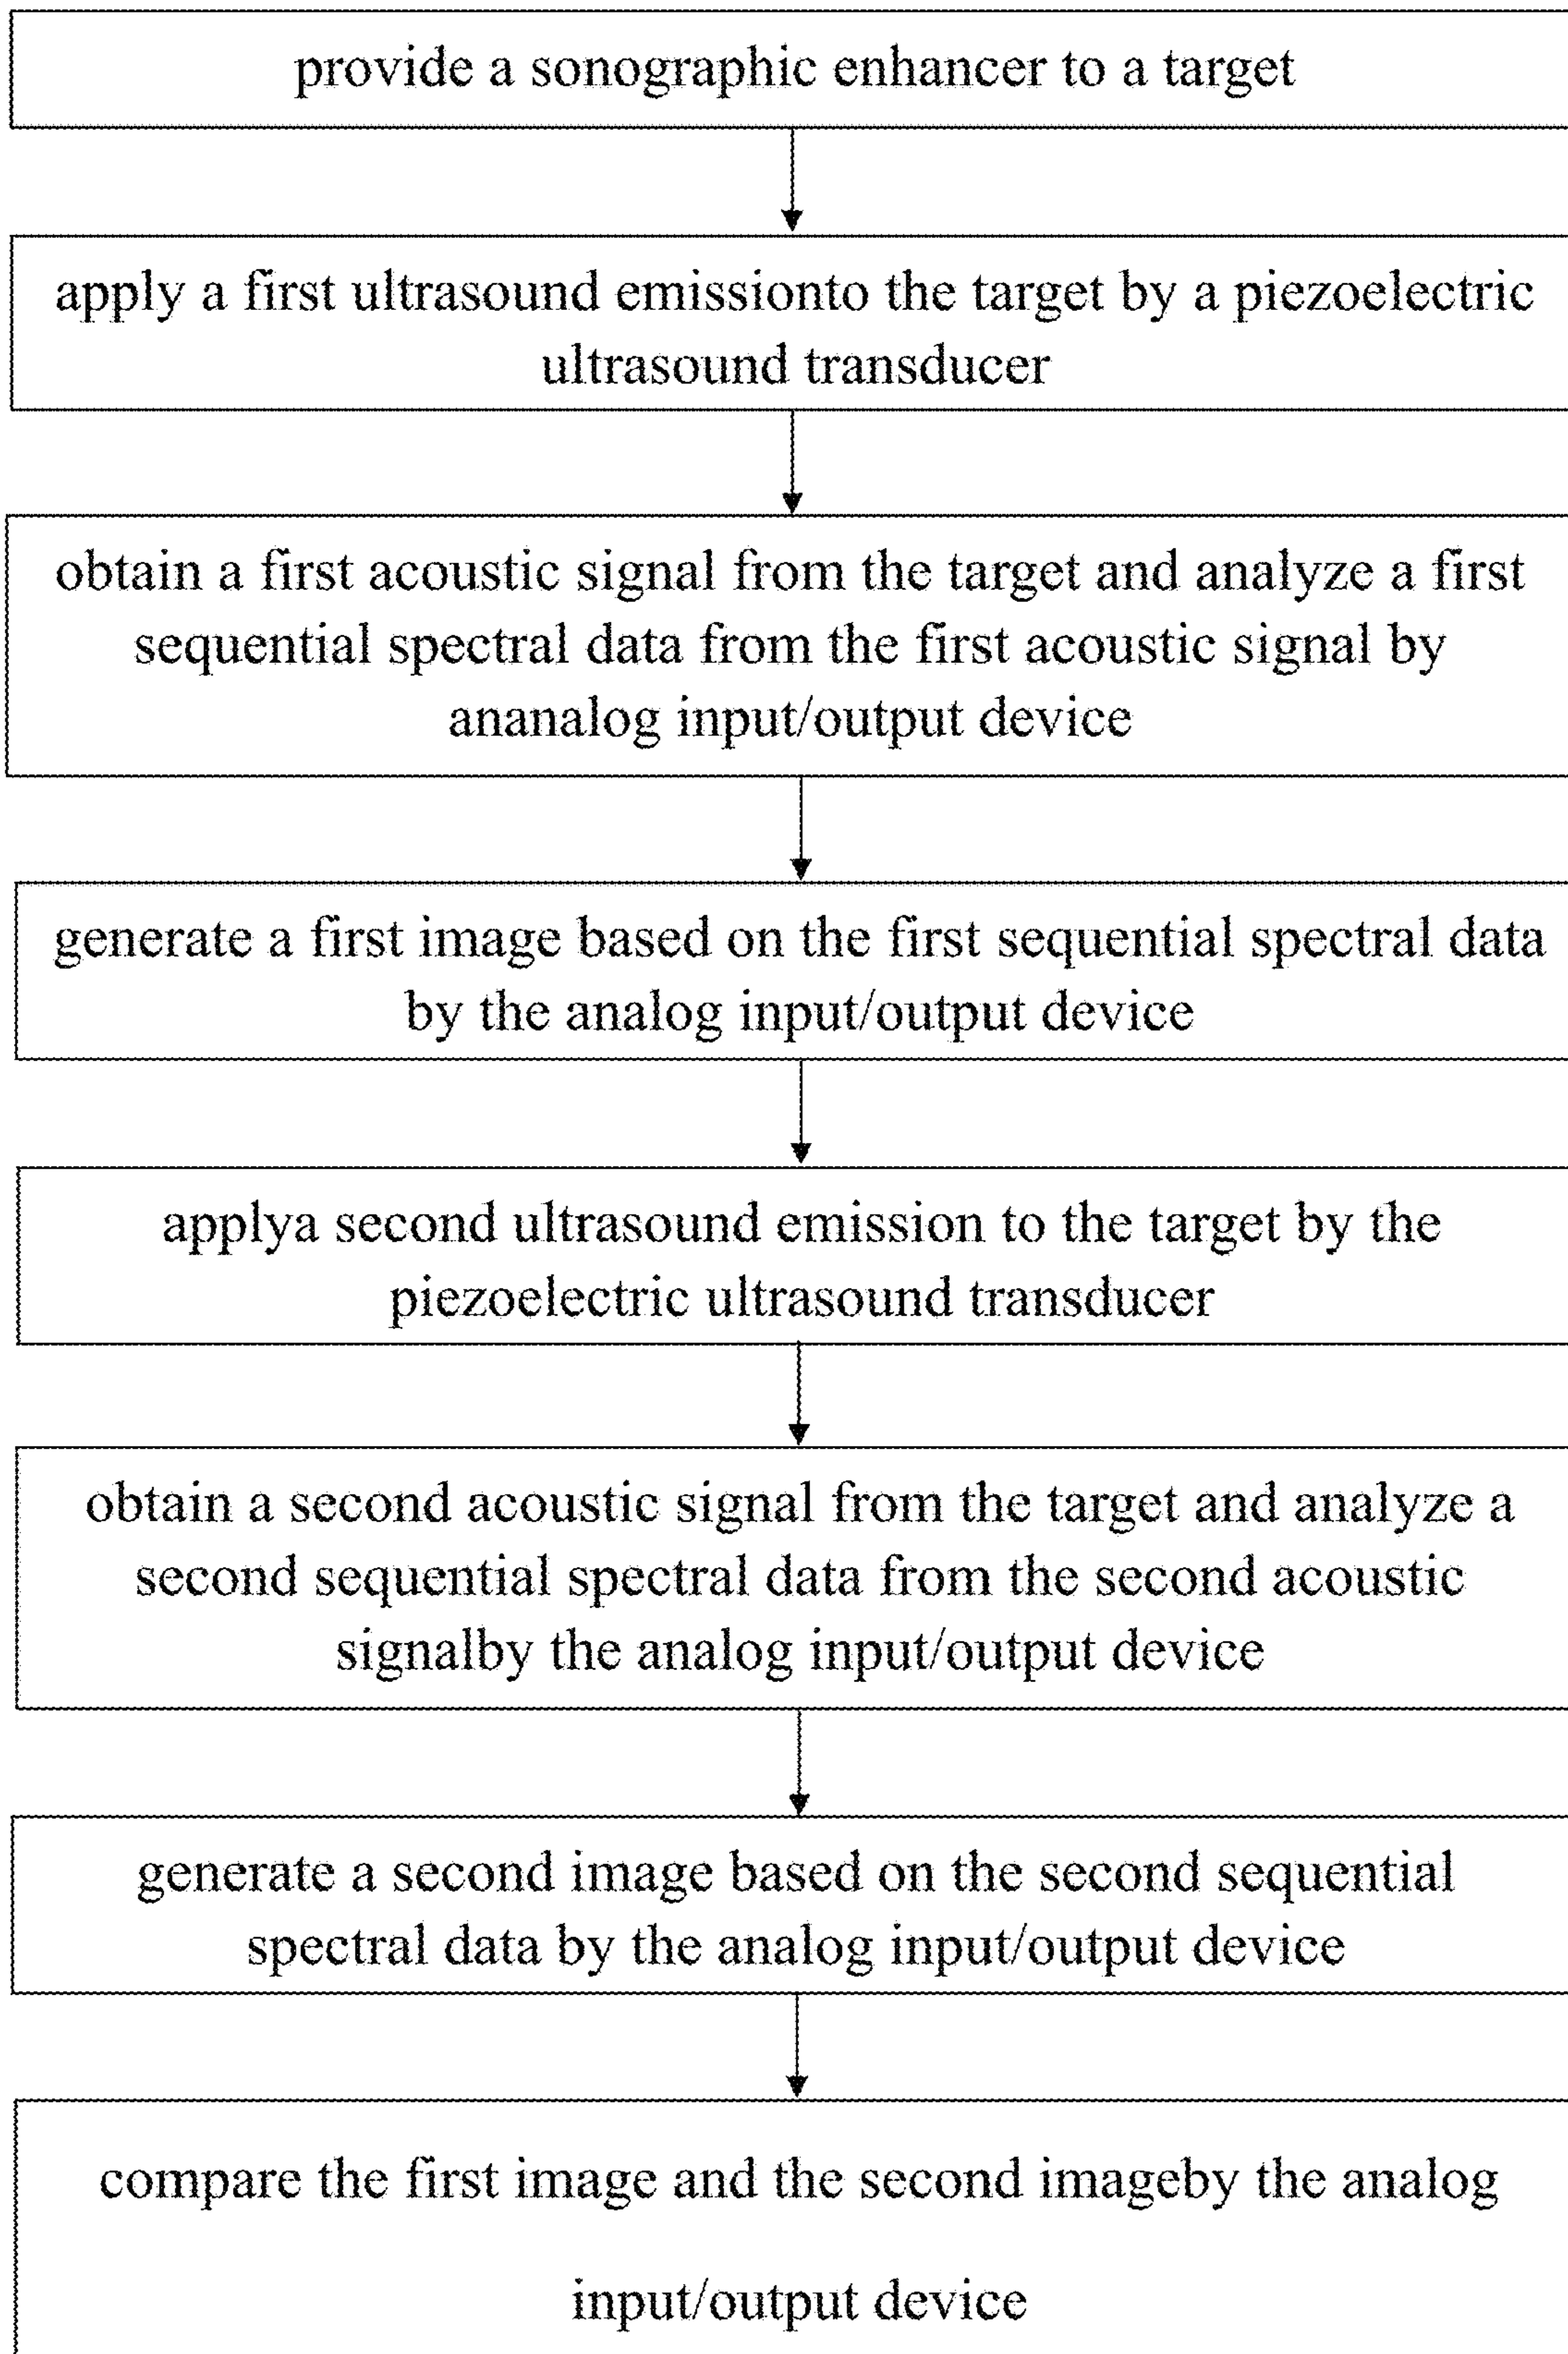 provide a sonographic enhancer to a target
apply a first ultrasound emissionto the target by a piezoelectric
ultrasound transducer
obtain a first acoustic signal from the target and analyze a first
sequential spectral data from the first acoustic signal by
ananalog input/output device
generate a first image based on the first sequential spectral data
by the analog input/output device
applya second ultrasound emission to the target by the
piezoelectric ultrasound transducer
obtain a second acoustic signal from the target and analyze a
second sequential spectral data from the second acoustic
signalby the analog input/output device
generate a second image based on the second sequential
spectral data by the analog input/output device
compare the first image and the second imageby the analog
input/output device